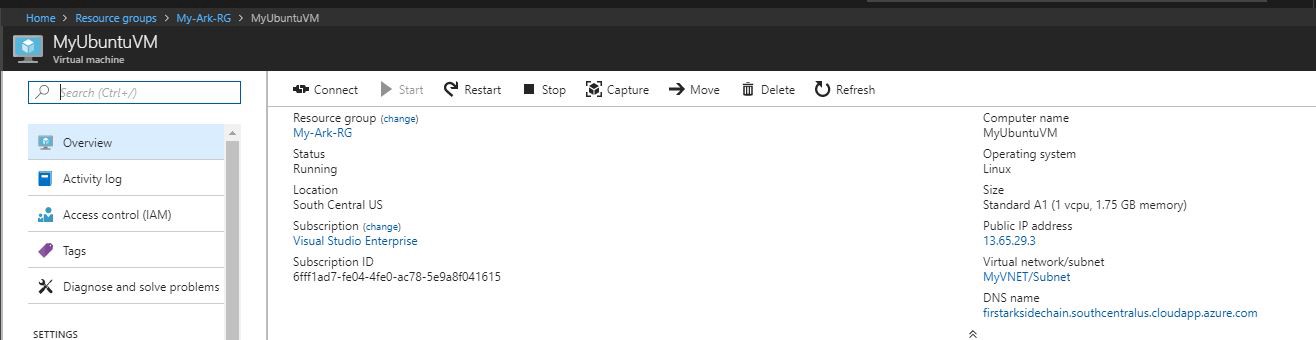 Home > Resource groups > My-Ark-RG > MyUbuntuVM
MyUbuntuVM
Virtual machine
Search (Ctrl+/)
Overview
Activity log
Access control (IAM)
Tags
Diagnose and solve problems
SETTINGS
Connect Start Restart Stop Capture Move Delete Refresh
Resource group (change)
My-Ark-RG
Status
Running
Location
South Central US
Subscription (change)
Visual Studio Enterprise
Subscription ID
6fff1ad7-fe04-4fe0-ac78-5e9a8f041615
Computer name
MyUbuntuVM
Operating system
Linux
Size
Standard A1 (1 vcpu, 1.75 GB memory)
Public IP address
13.65.29.3
Virtual network/subnet
MyVNET/Subnet
DNS name
firstarksidechain.southcentralus.cloudapp.azure.com